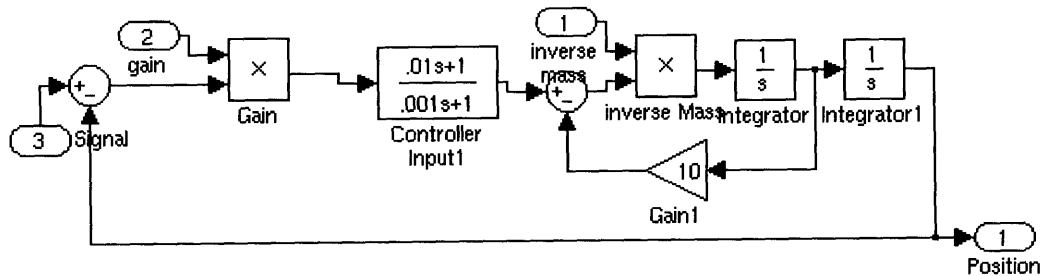 2
gain
3
Signal
+
−
×
Gain
.01s+1
.001s+1
Controller
Input1
1
inverse
mass
+
−
×
inverse Mass
1
s
Integrator
1
s
Integrator1
10
Gain1
1
Position